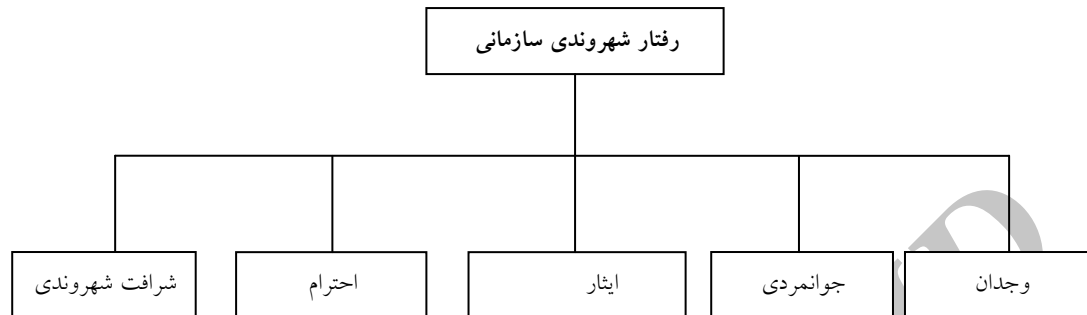 رفتار شهروندی سازمانی
وجدان
جوانمردی
ایثار
احترام
شرافت شهروندی